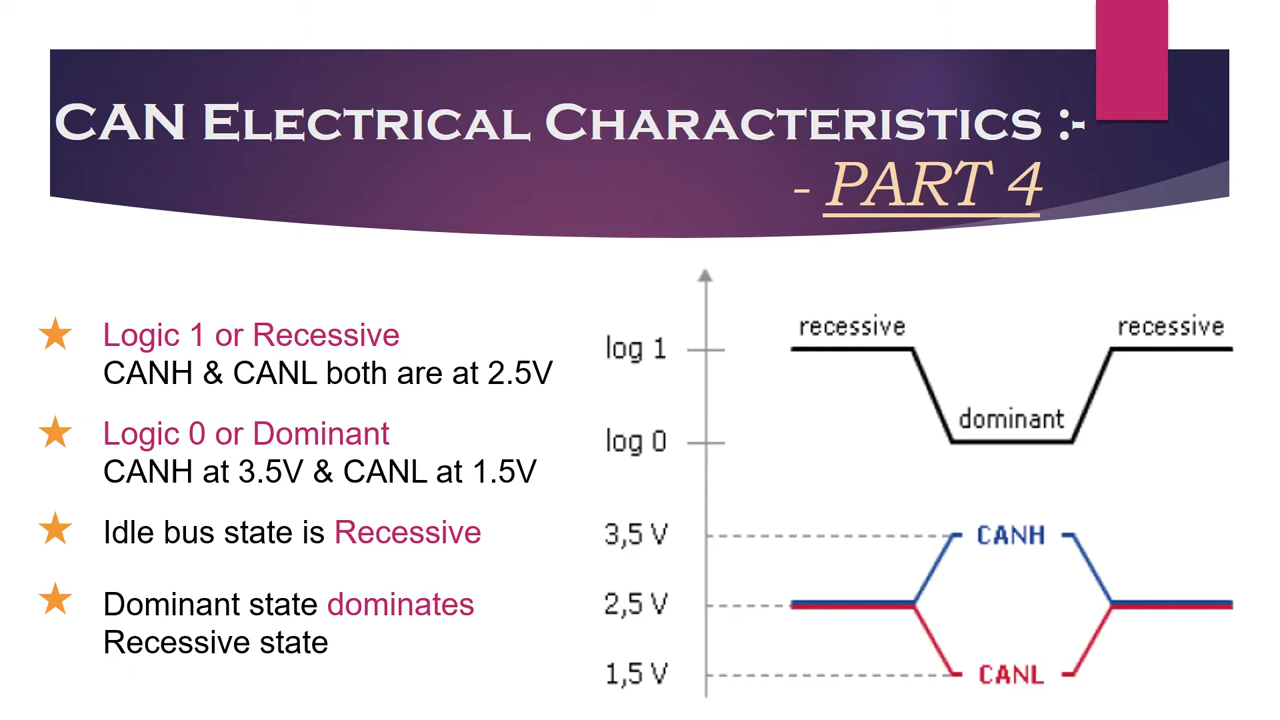 CAN Electrical Characteristics :-
- PART 4
Logic 1 or Recessive
CANH & CANL both are at 2.5V
Logic 0 or Dominant
CANH at 3.5V & CANL at 1.5V
Idle bus state is Recessive
Dominant state dominates
Recessive state
recessive
recessive
log 1
dominant
log 0
3,5 V
CANH
2,5 V
1,5 V
CANL